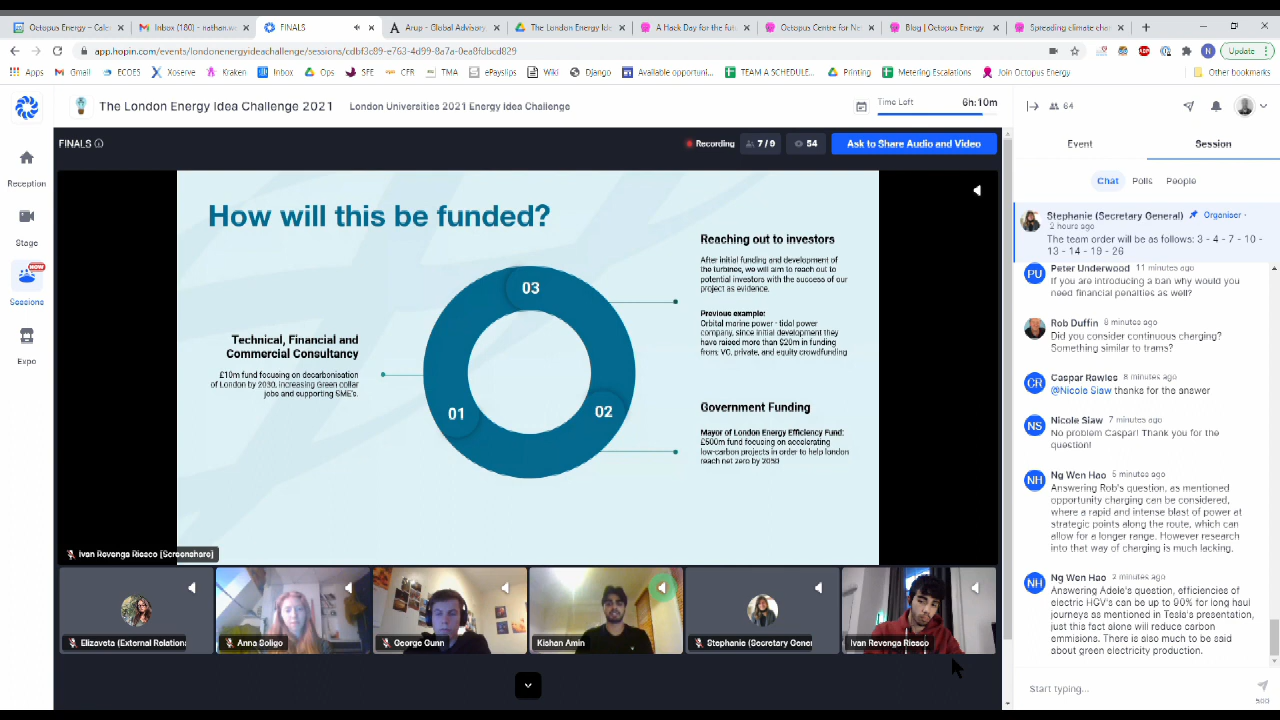 Octopus Energy – Cale
Inbox (180) – nathan.w
FINALS
Arup - Global Advisory
The London Energy Ide
A Hack Day for the fut
Octopus Centre for Ne
Blog | Octopus Energy
Spreading climate cha
app.hopin.com/events/londonenergyideachallenge/sessions/cdbf3c89-e763-4d99-8a7a-0ea8fdbcd829
Update
Apps
Gmail
ECOES
Xoserve
Kraken
Inbox
Ops
SFE
CFR
TMA
ePayslips
Wiki
Django
Available opportuni...
TEAM A SCHEDULE...
Printing
Metering Escalations
Join Octopus Energy
Other bookmarks
The London Energy Idea Challenge 2021
London Universities 2021 Energy Idea Challenge
Time Left
6h:10m
64
N
Reception
Stage
NOW
Sessions
Expo
FINALS
Recording
7 / 9
54
Ask to Share Audio and Video
How will this be funded?
03
01
02
Technical, Financial and
Commercial Consultancy
£10m fund focusing on decarbonisation
of London by 2030, increasing Green collar
jobs and supporting SME's.
Reaching out to investors
After initial funding and development of
the turbines, we will aim to reach out to
potential investors with the success of our
project as evidence.
Previous example:
Orbital marine power - tidal power
company, since initial development they
have raised more than $20m in funding
from; VC, private, and equity crowdfunding
Government Funding
Mayor of London Energy Efficiency Fund:
£500m fund focusing on accelerating
low-carbon projects in order to help london
reach net zero by 2050
Ivan Revenga Riesco [Screenshare]
Elizaveta (External Relation
Anna Soligo
George Gunn
Kishan Amin
Stephanie (Secretary Gene
Ivan Revenga Riesco
Event
Session
Chat
Polls
People
Stephanie (Secretary General)
Organiser ·
2 hours ago
The team order will be as follows: 3 - 4 - 7 - 10 -
13 - 14 - 19 - 26
PU
Peter Underwood 11 minutes ago
If you are introducing a ban why would you
need financial penalties as well?
Rob Duffin 8 minutes ago
Did you consider continuous charging?
Something similar to trams?
CR
Caspar Rawles 8 minutes ago
@Nicole Siaw thanks for the answer
NS
Nicole Siaw 7 minutes ago
No problem Caspar! Thank you for the
question!
NH
Ng Wen Hao 5 minutes ago
Answering Rob's question, as mentioned
opportunity charging can be considered,
where a rapid and intense blast of power at
strategic points along the route, which can
allow for a longer range. However research
into that way of charging is much lacking.
NH
Ng Wen Hao 2 minutes ago
Answering Adele's question, efficiencies of
electric HGV's can be up to 90% for long haul
journeys as mentioned in Tesla's presentation,
just this fact alone will reduce carbon
emmisions. There is also much to be said
about green electricity production.
Start typing...
500